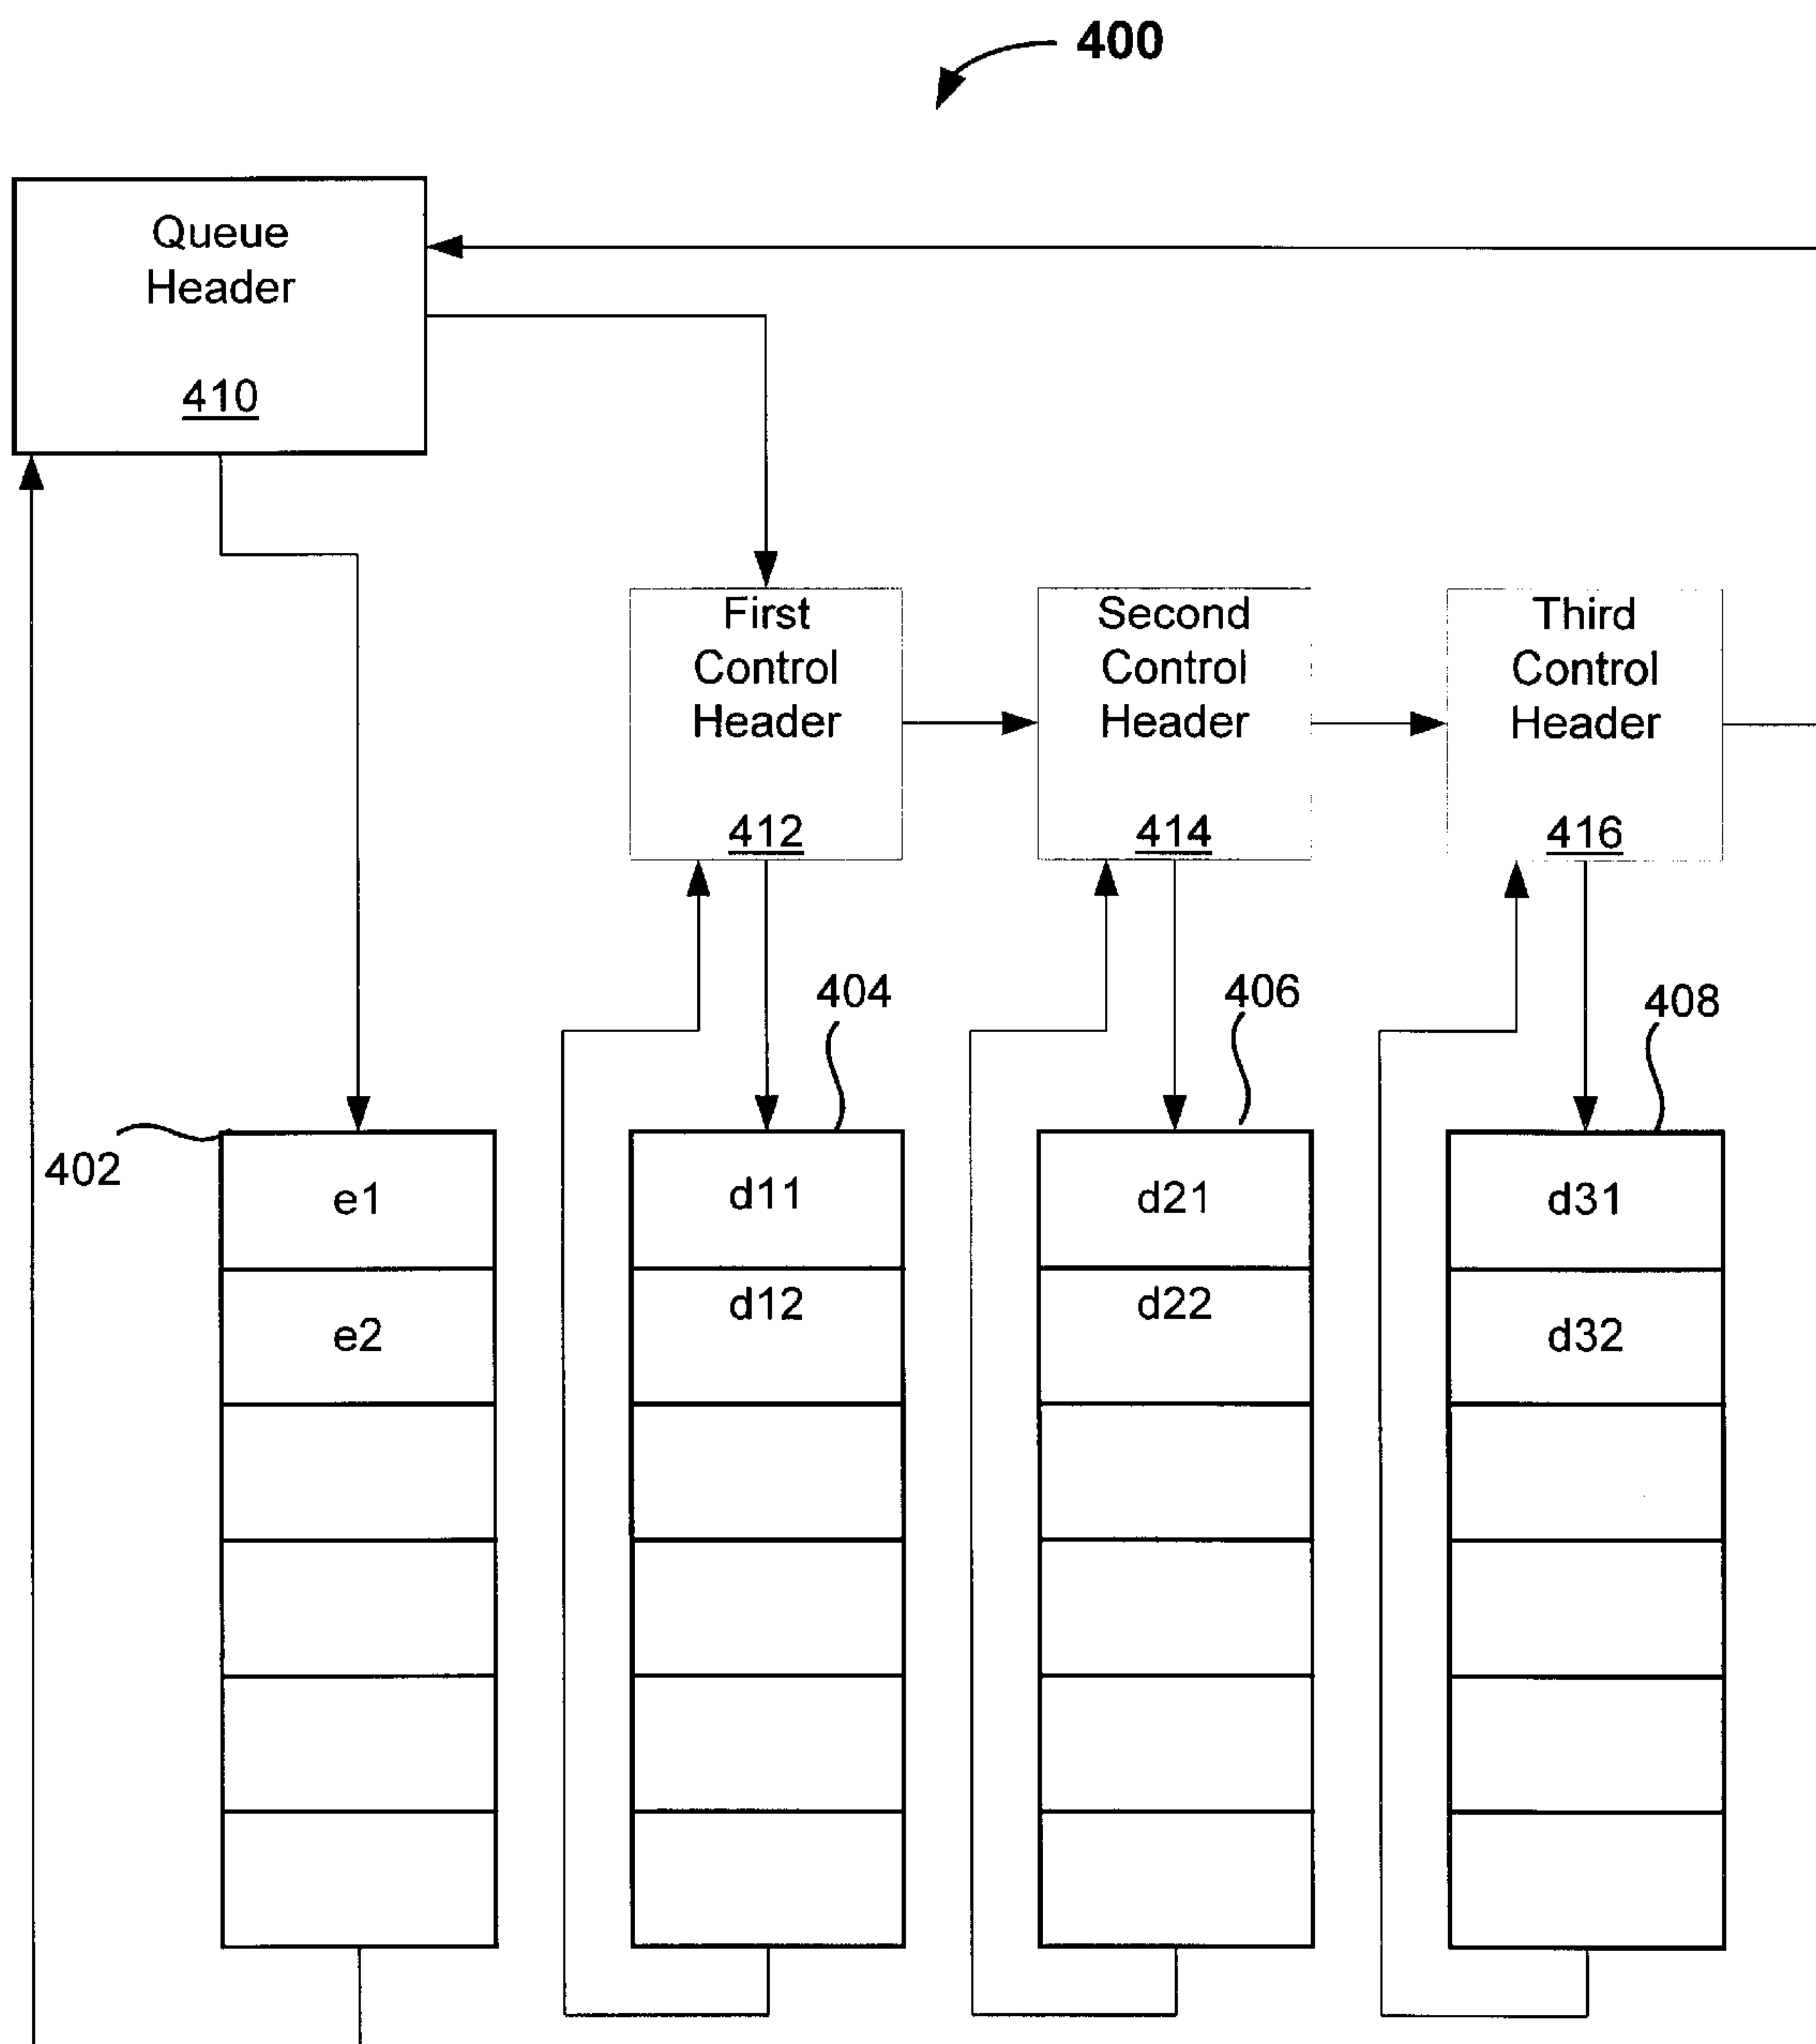 400
Queue
Header
410
First
Control
Header
412
Second
Control
Header
414
Third
Control
Header
416
404
406
408
402
e1
d11
d21
d31
e2
d12
d22
d32